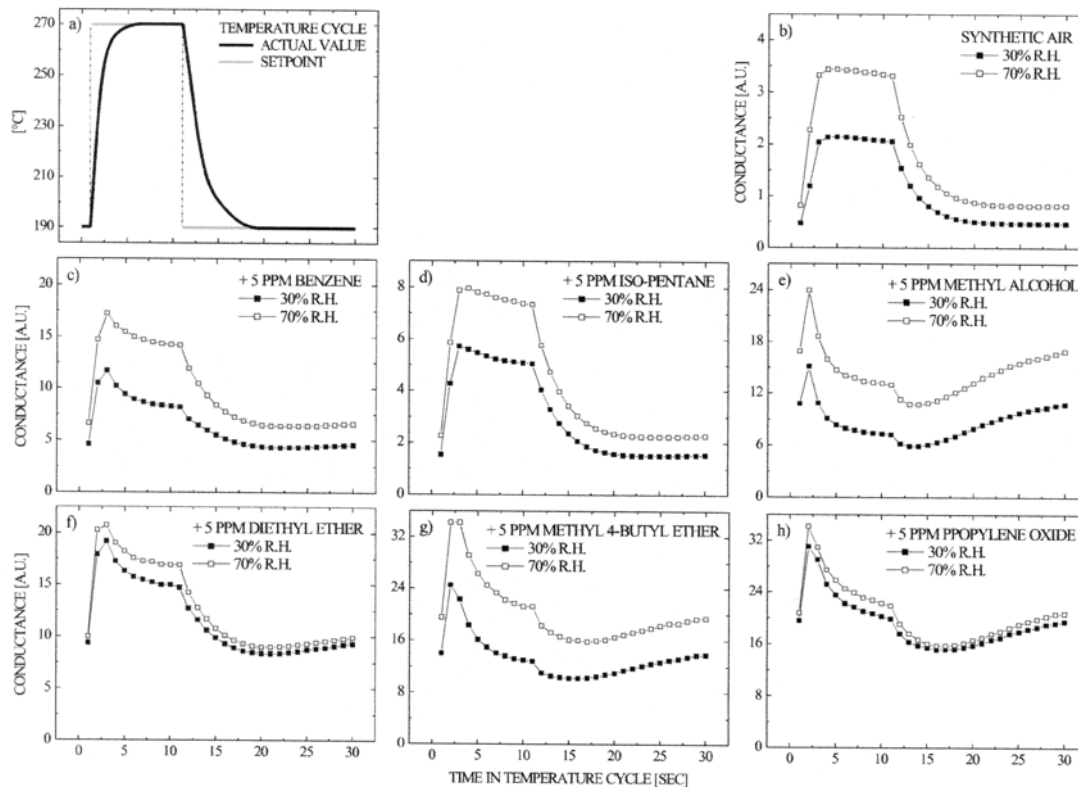 a)
TEMPERATURE CYCLE
ACTUAL VALUE
SETPOINT
[°C]
270
250
230
210
190
b)
SYNTHETIC AIR
30% R.H.
70% R.H.
CONDUCTANCE [A.U.]
4
3
2
1
0
c)
+ 5 PPM BENZENE
30% R.H.
70% R.H.
CONDUCTANCE [A.U.]
20
15
10
5
0
d)
+ 5 PPM ISO-PENTANE
30% R.H.
70% R.H.
8
6
4
2
0
e)
+ 5 PPM METHYL ALCOHOL
30% R.H.
70% R.H.
24
18
12
6
0
f)
+ 5 PPM DIETHYL ETHER
30% R.H.
70% R.H.
CONDUCTANCE [A.U.]
20
15
10
5
0
0 5 10 15 20 25 30
g)
+ 5 PPM METHYL 4-BUTYL ETHER
30% R.H.
70% R.H.
32
24
16
8
0
0 5 10 15 20 25 30
h)
+ 5 PPM PPOPYLENE OXIDE
30% R.H.
70% R.H.
32
24
16
8
0
0 5 10 15 20 25 30
TIME IN TEMPERATURE CYCLE [SEC]